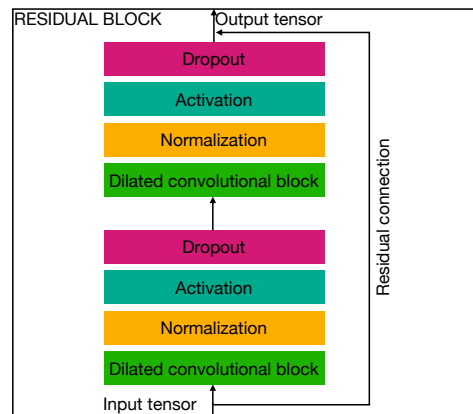 RESIDUAL BLOCK
Output tensor
Dropout
Activation
Normalization
Dilated convolutional block
Dropout
Activation
Normalization
Dilated convolutional block
Input tensor
Residual connection